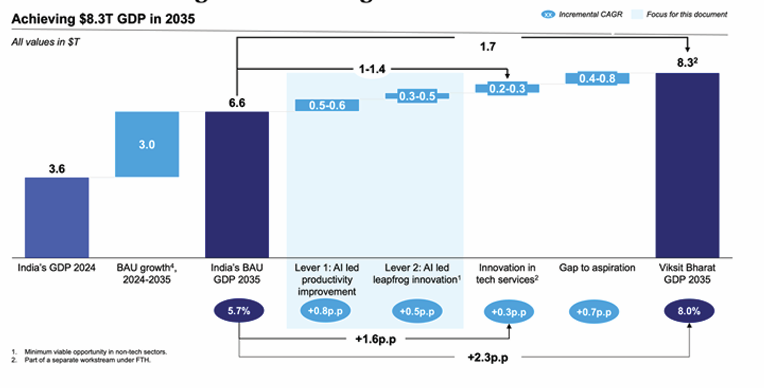 Achieving $8.3T GDP in 2035
xx Incremental CAGR
Focus for this document
All values in $T
1.7
1-1.4
8.3²
6.6
0.5-0.6
0.3-0.5
0.2-0.3
0.4-0.8
3.0
3.6
India's GDP 2024
BAU growth⁴,
2024-2035
India's BAU
GDP 2035
Lever 1: AI led
productivity
improvement
Lever 2: AI led
leapfrog innovation¹
Innovation in
tech services²
Gap to aspiration
Viksit Bharat
GDP 2035
5.7%
+0.8p.p
+0.5p.p
+0.3p.p
+0.7p.p
8.0%
+1.6p.p
+2.3p.p
1. Minimum viable opportunity in non-tech sectors.
2. Part of a separate workstream under FTH.